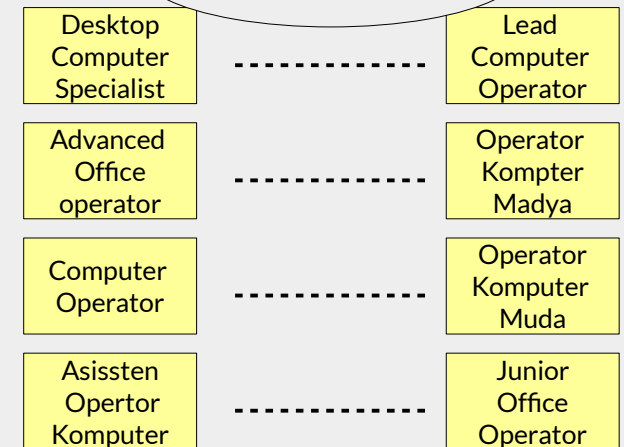 Desktop
Computer
Specialist
Lead
Computer
Operator
Advanced
Office
operator
Operator
Kompter
Madya
Computer
Operator
Operator
Komputer
Muda
Asissten
Opertor
Komputer
Junior
Office
Operator